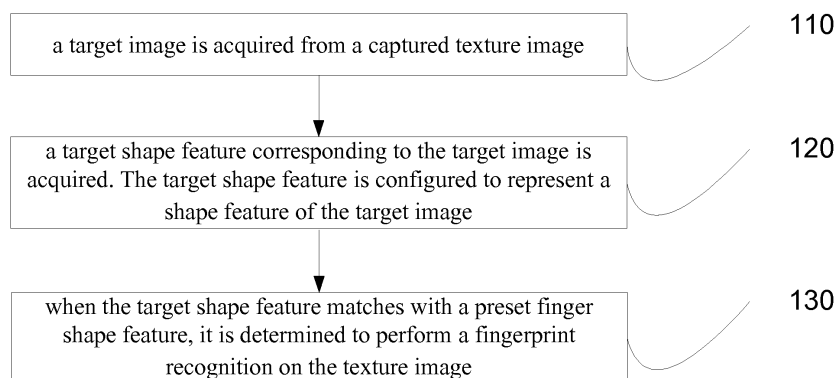 a target image is acquired from a captured texture image
110
a target shape feature corresponding to the target image is
acquired. The target shape feature is configured to represent a
shape feature of the target image
120
when the target shape feature matches with a preset finger
shape feature, it is determined to perform a fingerprint
recognition on the texture image
130